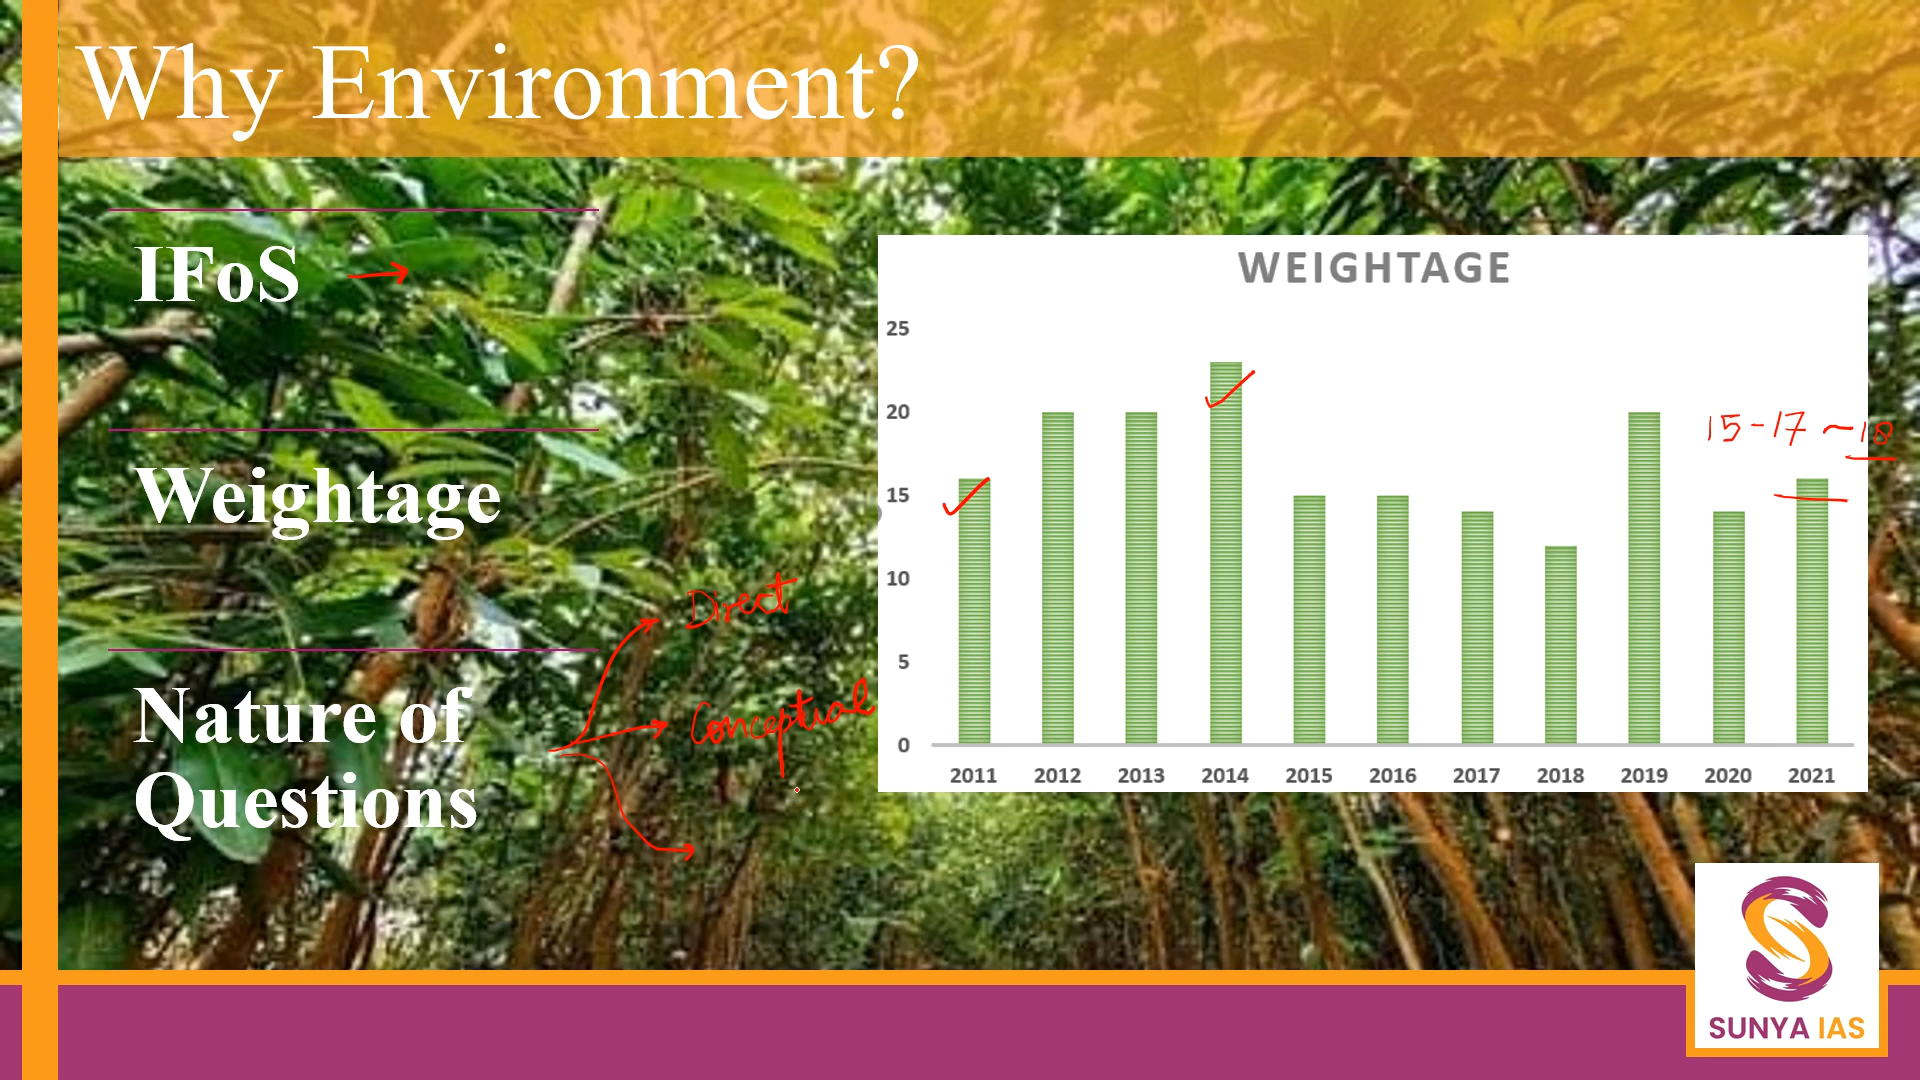 Why Environment?
IFoS
Weightage
Nature of
Questions
Direct
Conceptual
WEIGHTAGE
25
20
15
10
5
0
2011 2012 2013 2014 2015 2016 2017 2018 2019 2020 2021
15-17 ~18
SUNYA IAS